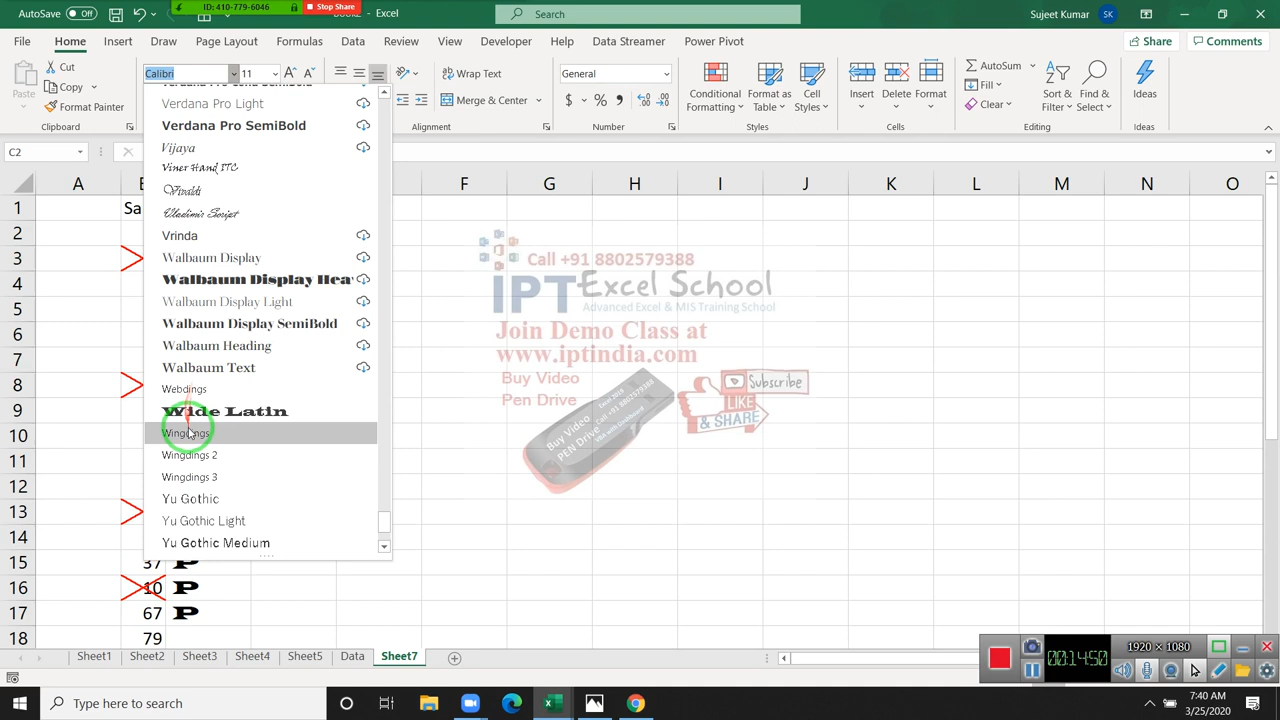 AutoSave Off
ID: 410-779-6046
Stop Share
Excel
Search
Sujeet Kumar SK
File Home Insert Draw Page Layout Formulas Data Review View Developer Help Data Streamer Power Pivot Share Comments
Paste
Cut
Copy
Format Painter
Clipboard
Calibri 11
Wrap Text
Merge & Center
Alignment
General
$ % ,
Number
Conditional Formatting
Format as Table
Cell Styles
Styles
Insert Delete Format
Cells
AutoSum
Fill
Clear
Sort & Filter
Find & Select
Editing
Ideas
Ideas
C2
A F G H I J K L M N O
Verdana Pro Light
Verdana Pro SemiBold
Vijaya
Viner Hand ITC
Vivaldi
Vladimir Script
Vrinda
Walbaum Display
Walbaum Display Hea
Walbaum Display Light
Walbaum Display SemiBold
Walbaum Heading
Walbaum Text
Webdings
Wide Latin
Wingdings
Wingdings 2
Wingdings 3
Yu Gothic
Yu Gothic Light
Yu Gothic Medium
1 Sa
2
3
4
5
6
7
8
9
10
11
12
13
14
15 37 P
16 10 P
17 67 P
18 79
Call +91 8802579388
IPT Excel School
Advanced Excel & MIS Training School
Join Demo Class at
www.iptindia.com
Buy Video
Pen Drive
Buy Video
PEN Drive
Subscribe
LIKE
& SHARE
Sheet1 Sheet2 Sheet3 Sheet4 Sheet5 Data Sheet7
00:14:50
1920 × 1080
Type here to search
7:40 AM
3/25/2020